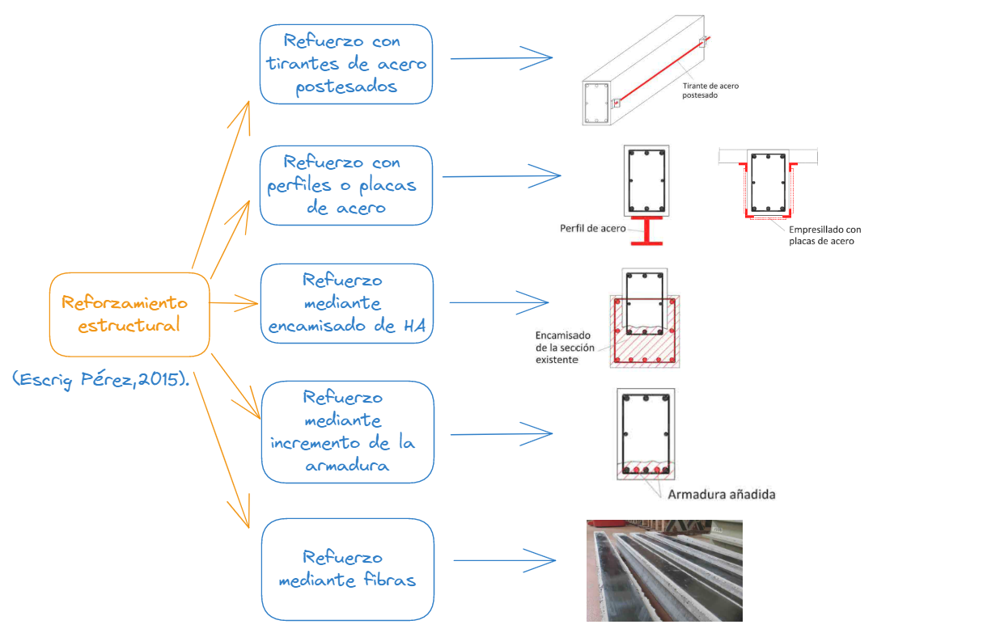 Refuerzo con
tirantes de acero
postesados
Tirante de acero
postesado
Refuerzo con
perfiles o placas
de acero
Perfil de acero
Empresillado con
placas de acero
Reforzamiento
estructural
(Escrig Pérez,2015).
Refuerzo
mediante
encamisado de HA
Encamisado
de la sección
existente
Refuerzo
mediante
incremento de la
armadura
Armadura añadida
Refuerzo
mediante fibras